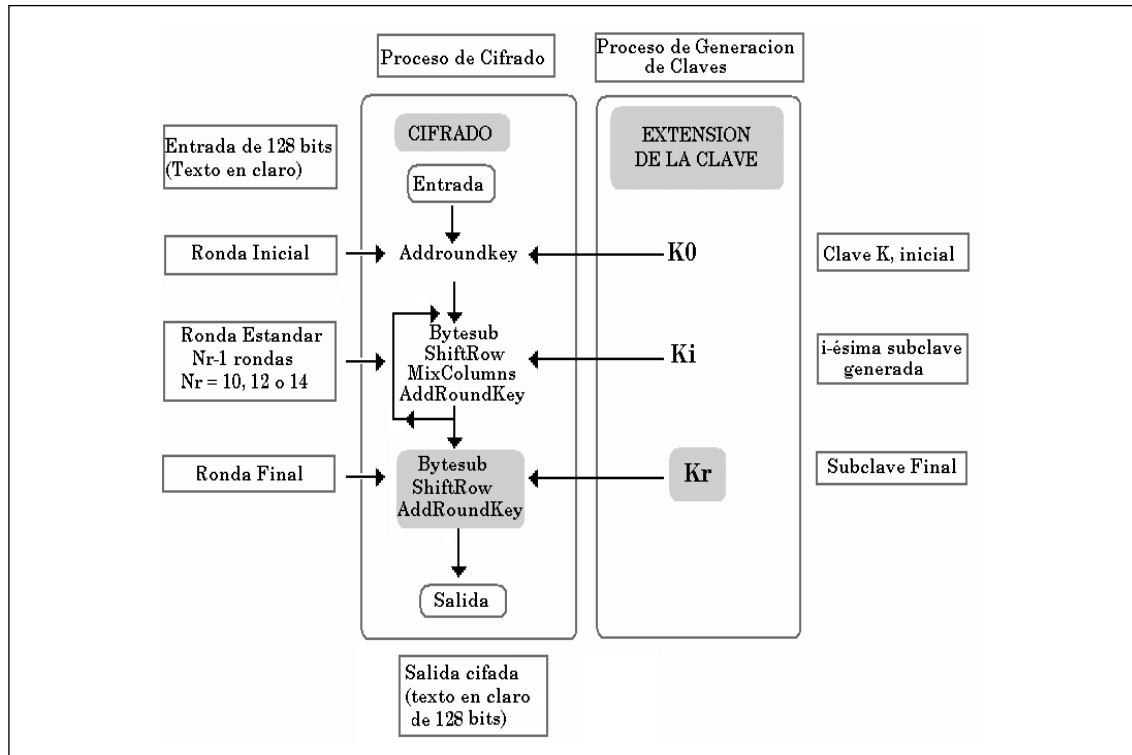 Proceso de Cifrado
Proceso de Generacion
de Claves
Entrada de 128 bits
(Texto en claro)
CIFRADO
EXTENSION
DE LA CLAVE
Entrada
Ronda Inicial
Addroundkey
K0
Clave K, inicial
Ronda Estandar
Nr-1 rondas
Nr = 10, 12 o 14
Bytesub
ShiftRow
MixColumns
AddRoundKey
Ki
i-ésima subclave
generada
Ronda Final
Bytesub
ShiftRow
AddRoundKey
Kr
Subclave Final
Salida
Salida cifada
(texto en claro
de 128 bits)